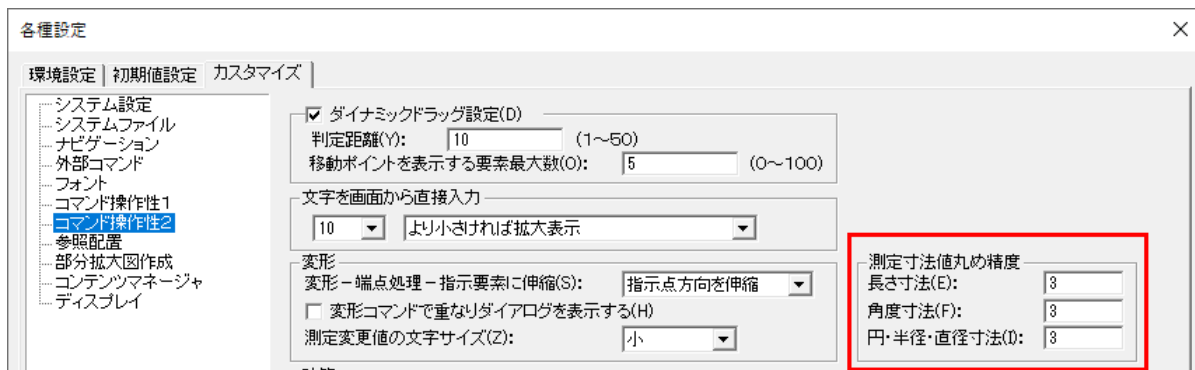 各種設定
環境設定 初期値設定 カスタマイズ
システム設定
システムファイル
ナビゲーション
外部コマンド
フォント
コマンド操作性1
コマンド操作性2
参照配置
部分拡大図作成
コンテンツマネージャ
ディスプレイ
ダイナミックドラッグ設定(D)
判定距離(Y): 10 (1～50)
移動ポイントを表示する要素最大数(O): 5 (0～100)
文字を画面から直接入力
10 より小さければ拡大表示
変形
変形－端点処理－指示要素に伸縮(S): 指示点方向を伸縮
変形コマンドで重なりダイアログを表示する(H)
測定変更値の文字サイズ(Z): 小
測定寸法値丸め精度
長さ寸法(E): 3
角度寸法(F): 3
円・半径・直径寸法(I): 3